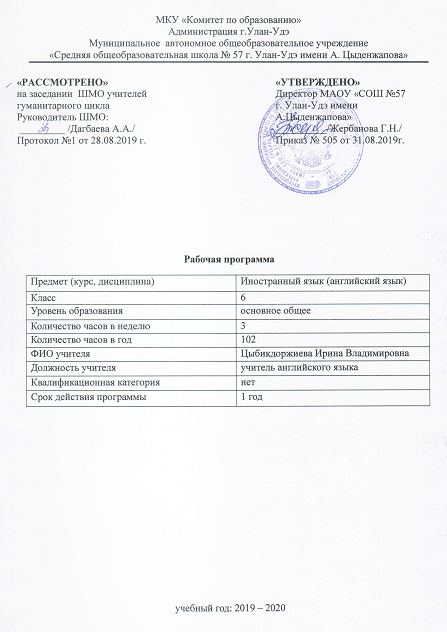 МКУ «Комитет по образованию»
Администрация г.Улан-Удэ
Муниципальное автономное общеобразовательное учреждение
«Средняя общеобразовательная школа № 57 г. Улан-Удэ имени А. Цыденжапова»
«РАССМОТРЕНО»
на заседании ШМО учителей
гуманитарного цикла
Руководитель ШМО:
/Дагбаева А.А./
Протокол №1 от 28.08.2019 г.
«УТВЕРЖДЕНО»
Директор МАОУ «СОШ №57
г. Улан-Удэ имени
А.Цыденжапова»
/Жербанова Г.Н./
Приказ № 505 от 31.08.2019г.
Рабочая программа
Предмет (курс, дисциплина) Иностранный язык (английский язык)
Класс 6
Уровень образования основное общее
Количество часов в неделю 3
Количество часов в год 102
ФИО учителя Цыбикдоржиева Ирина Владимировна
Должность учителя учитель английского языка
Квалификационная категория нет
Срок действия программы 1 год
учебный год: 2019 – 2020